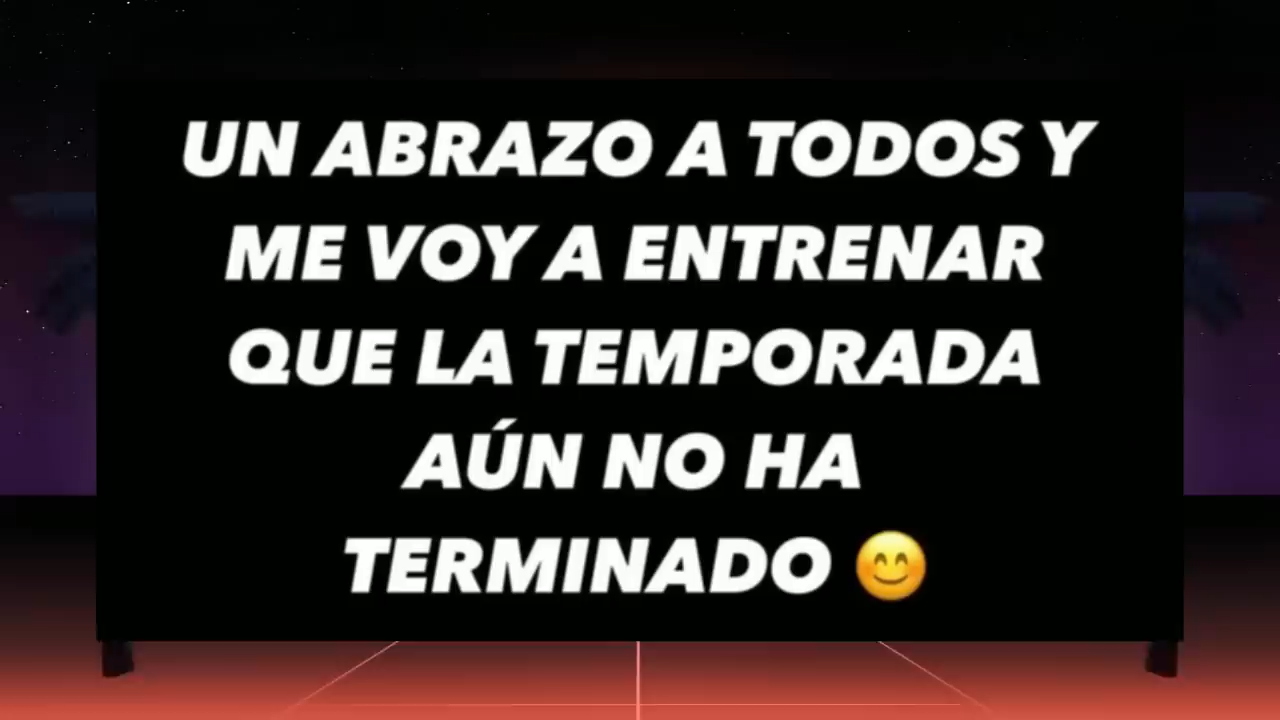 UN ABRAZO A TODOS Y
ME VOY A ENTRENAR
QUE LA TEMPORADA
AÚN NO HA
TERMINADO 😊